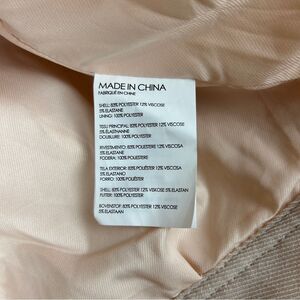 MADE IN CHINA
FABRIQUÉ EN CHINE
SHELL: 83% POLYESTER 12% VISCOSE
5% ELASTANE
LINING: 100% POLYESTER
TISSU PRINCIPAL: 83% POLYESTER 12% VISCOSE
5% ÉLASTHANNE
DOUBLURE: 100% POLYESTER
RIVESTIMENTO: 83% POLIESTERE 12% VISCOSA
5% ELASTANE
FODERA: 100% POLIESTERE
TELA EXTERIOR: 83% POLIÉSTER 12% VISCOSA
5% ELASTANO
FORRO: 100% POLIÉSTER
SHELL: 83% POLYESTER 12% VISKOSE 5% ELASTAN
FUTTER: 100% POLYESTER
BOVENSTOF: 83% POLYESTER 12% VISCOSE
5% ELASTAAN